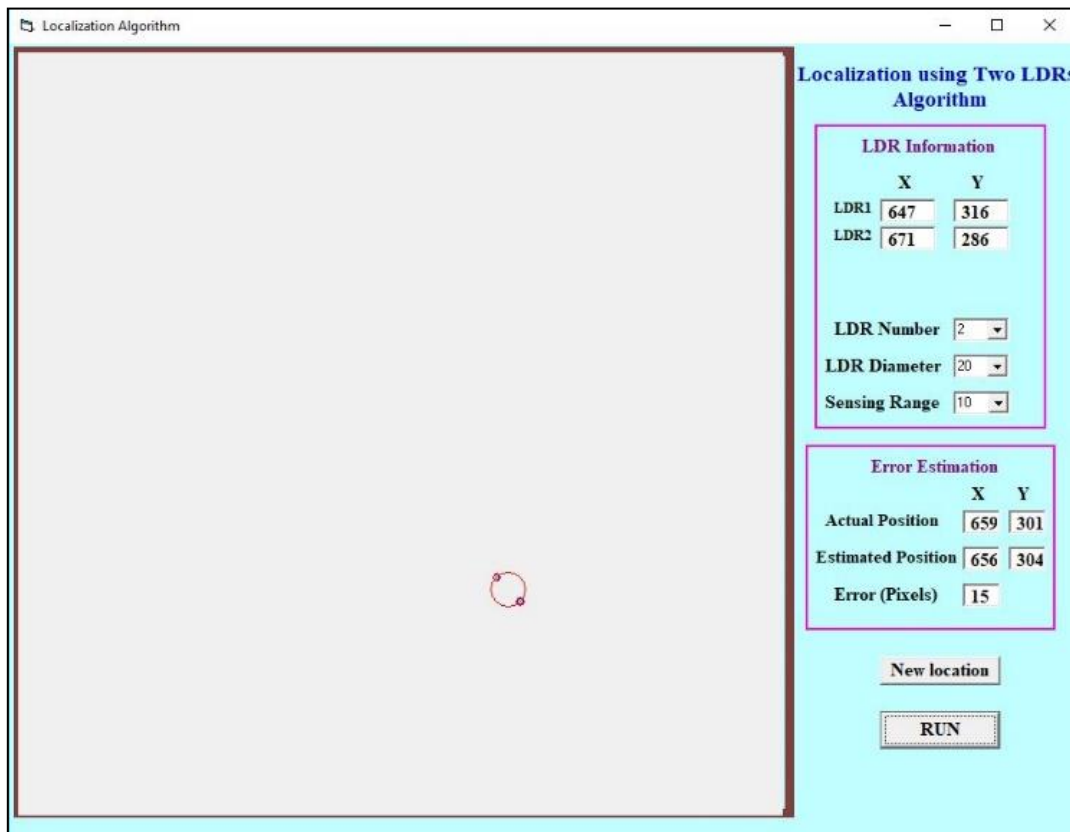 Localization Algorithm
Localization using Two LDRs
Algorithm
LDR Information
X Y
LDR1 647 316
LDR2 671 286
LDR Number 2
LDR Diameter 20
Sensing Range 10
Error Estimation
X Y
Actual Position 659 301
Estimated Position 656 304
Error (Pixels) 15
New location
RUN